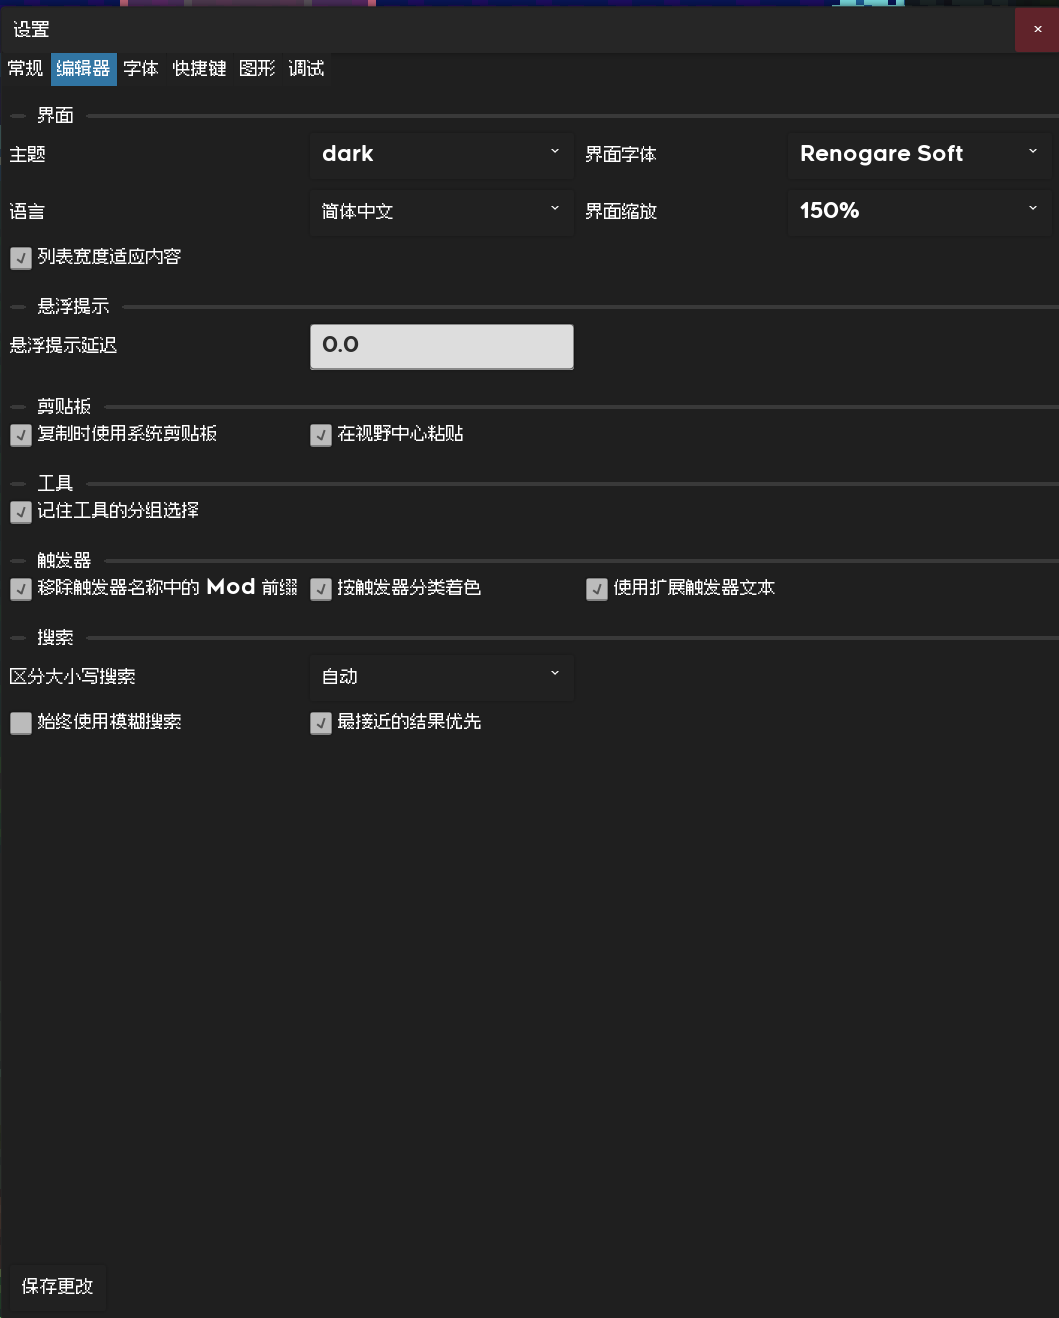 设置
常规 编辑器 字体 快捷键 图形 调试
界面
主题 dark 界面字体 Renogare Soft
语言 简体中文 界面缩放 150%
列表宽度适应内容
悬浮提示
悬浮提示延迟 0.0
剪贴板
复制时使用系统剪贴板 在视野中心粘贴
工具
记住工具的分组选择
触发器
移除触发器名称中的 Mod 前缀 按触发器分类着色 使用扩展触发器文本
搜索
区分大小写搜索 自动
始终使用模糊搜索 最接近的结果优先
保存更改